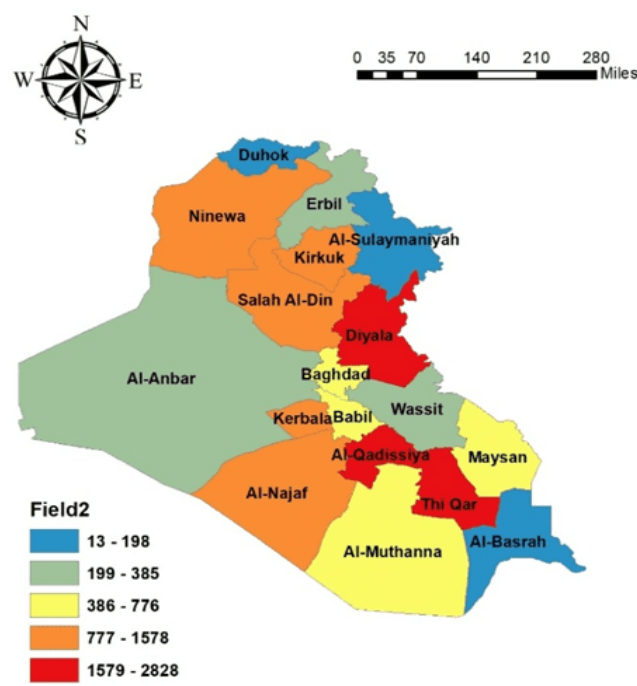 N
W E
S
0 35 70 140 210 280
Miles
Duhok
Erbil
Ninewa
Al-Sulaymaniyah
Kirkuk
Salah Al-Din
Diyala
Al-Anbar
Baghdad
Wassit
Kerbala
Babil
Al-Qadissiya
Maysan
Al-Najaf
Thi Qar
Al-Muthanna
Al-Basrah
Field2
13 - 198
199 - 385
386 - 776
777 - 1578
1579 - 2828